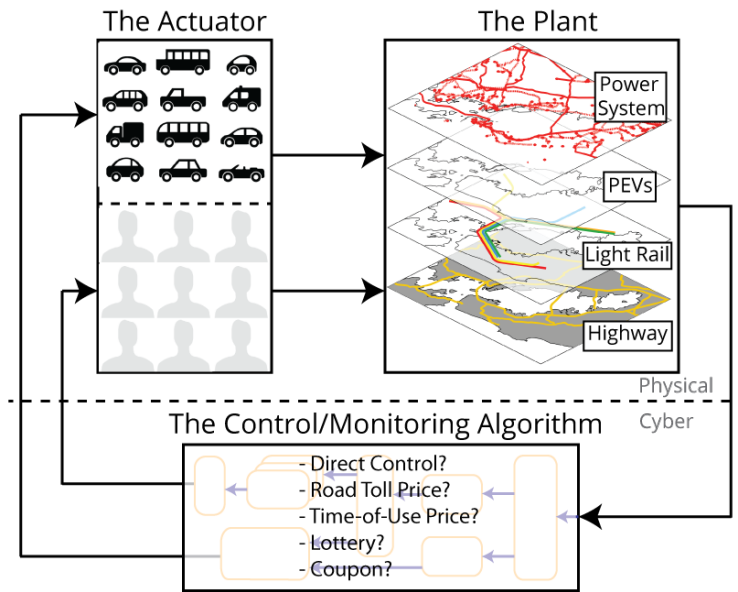 The Actuator
The Plant
Power
System
PEVs
Light Rail
Highway
Physical
Cyber
The Control/Monitoring Algorithm
- Direct Control?
- Road Toll Price?
- Time-of-Use Price?
- Lottery?
- Coupon?